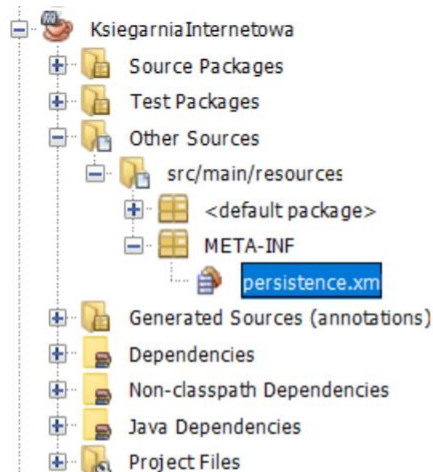 KsiegarniaInternetowa
Source Packages
Test Packages
Other Sources
src/main/resources
<default package>
META-INF
persistence.xm
Generated Sources (annotations)
Dependencies
Non-classpath Dependencies
Java Dependencies
Project Files